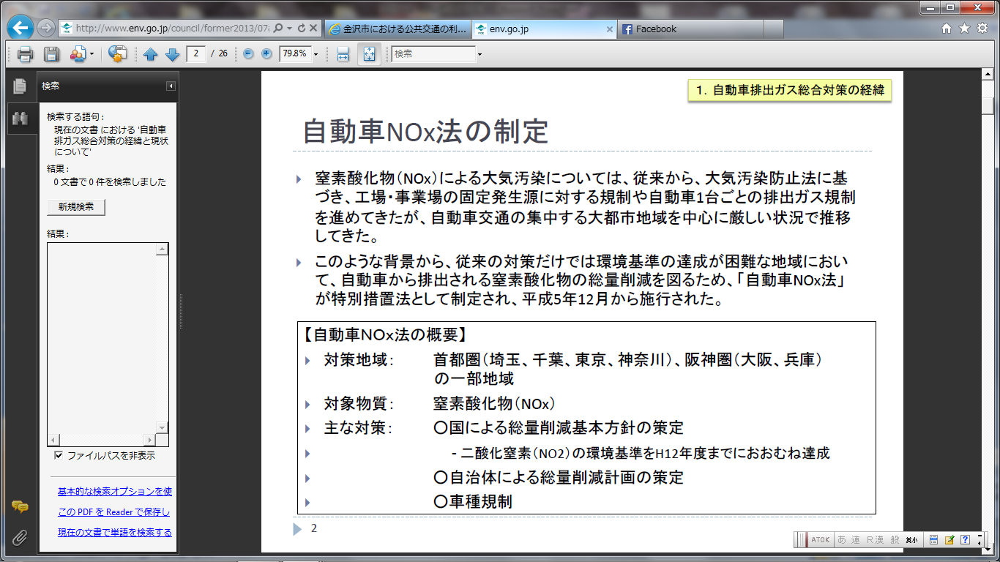 http://www.env.go.jp/council/former2013/07a
金沢市における公共交通の利...
env.go.jp
Facebook
2 / 26
79.8%
検索
検索
検索する語句：
現在の文書 における '自動車
排ガス総合対策の経緯と現状
について'
結果：
0 文書で 0 件を検索しました
新規検索
結果：
ファイルパスを非表示
基本的な検索オプションを使
この PDF を Reader で保存し
現在の文書で単語を検索する
１．自動車排出ガス総合対策の経緯
自動車NOx法の制定
窒素酸化物（NOx）による大気汚染については、従来から、大気汚染防止法に基
づき、工場・事業場の固定発生源に対する規制や自動車1台ごとの排出ガス規制
を進めてきたが、自動車交通の集中する大都市地域を中心に厳しい状況で推移
してきた。
このような背景から、従来の対策だけでは環境基準の達成が困難な地域におい
て、自動車から排出される窒素酸化物の総量削減を図るため、「自動車NOx法」
が特別措置法として制定され、平成5年12月から施行された。
【自動車NOx法の概要】
対策地域： 首都圏（埼玉、千葉、東京、神奈川）、阪神圏（大阪、兵庫）
の一部地域
対象物質： 窒素酸化物（NOx）
主な対策： ○国による総量削減基本方針の策定
- 二酸化窒素（NO2）の環境基準をH12年度までにおおむね達成
○自治体による総量削減計画の策定
○車種規制
2
ATOK あ 連 R漢 般 英小